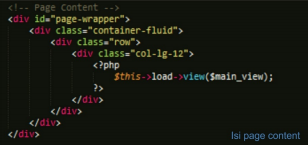 <!-- Page Content -->
<div id="page-wrapper">
<div class="container-fluid">
<div class="row">
<div class="col-lg-12">
<?php
$this->load->view($main_view);
?>
</div>
</div>
</div>
</div>
Isi page content